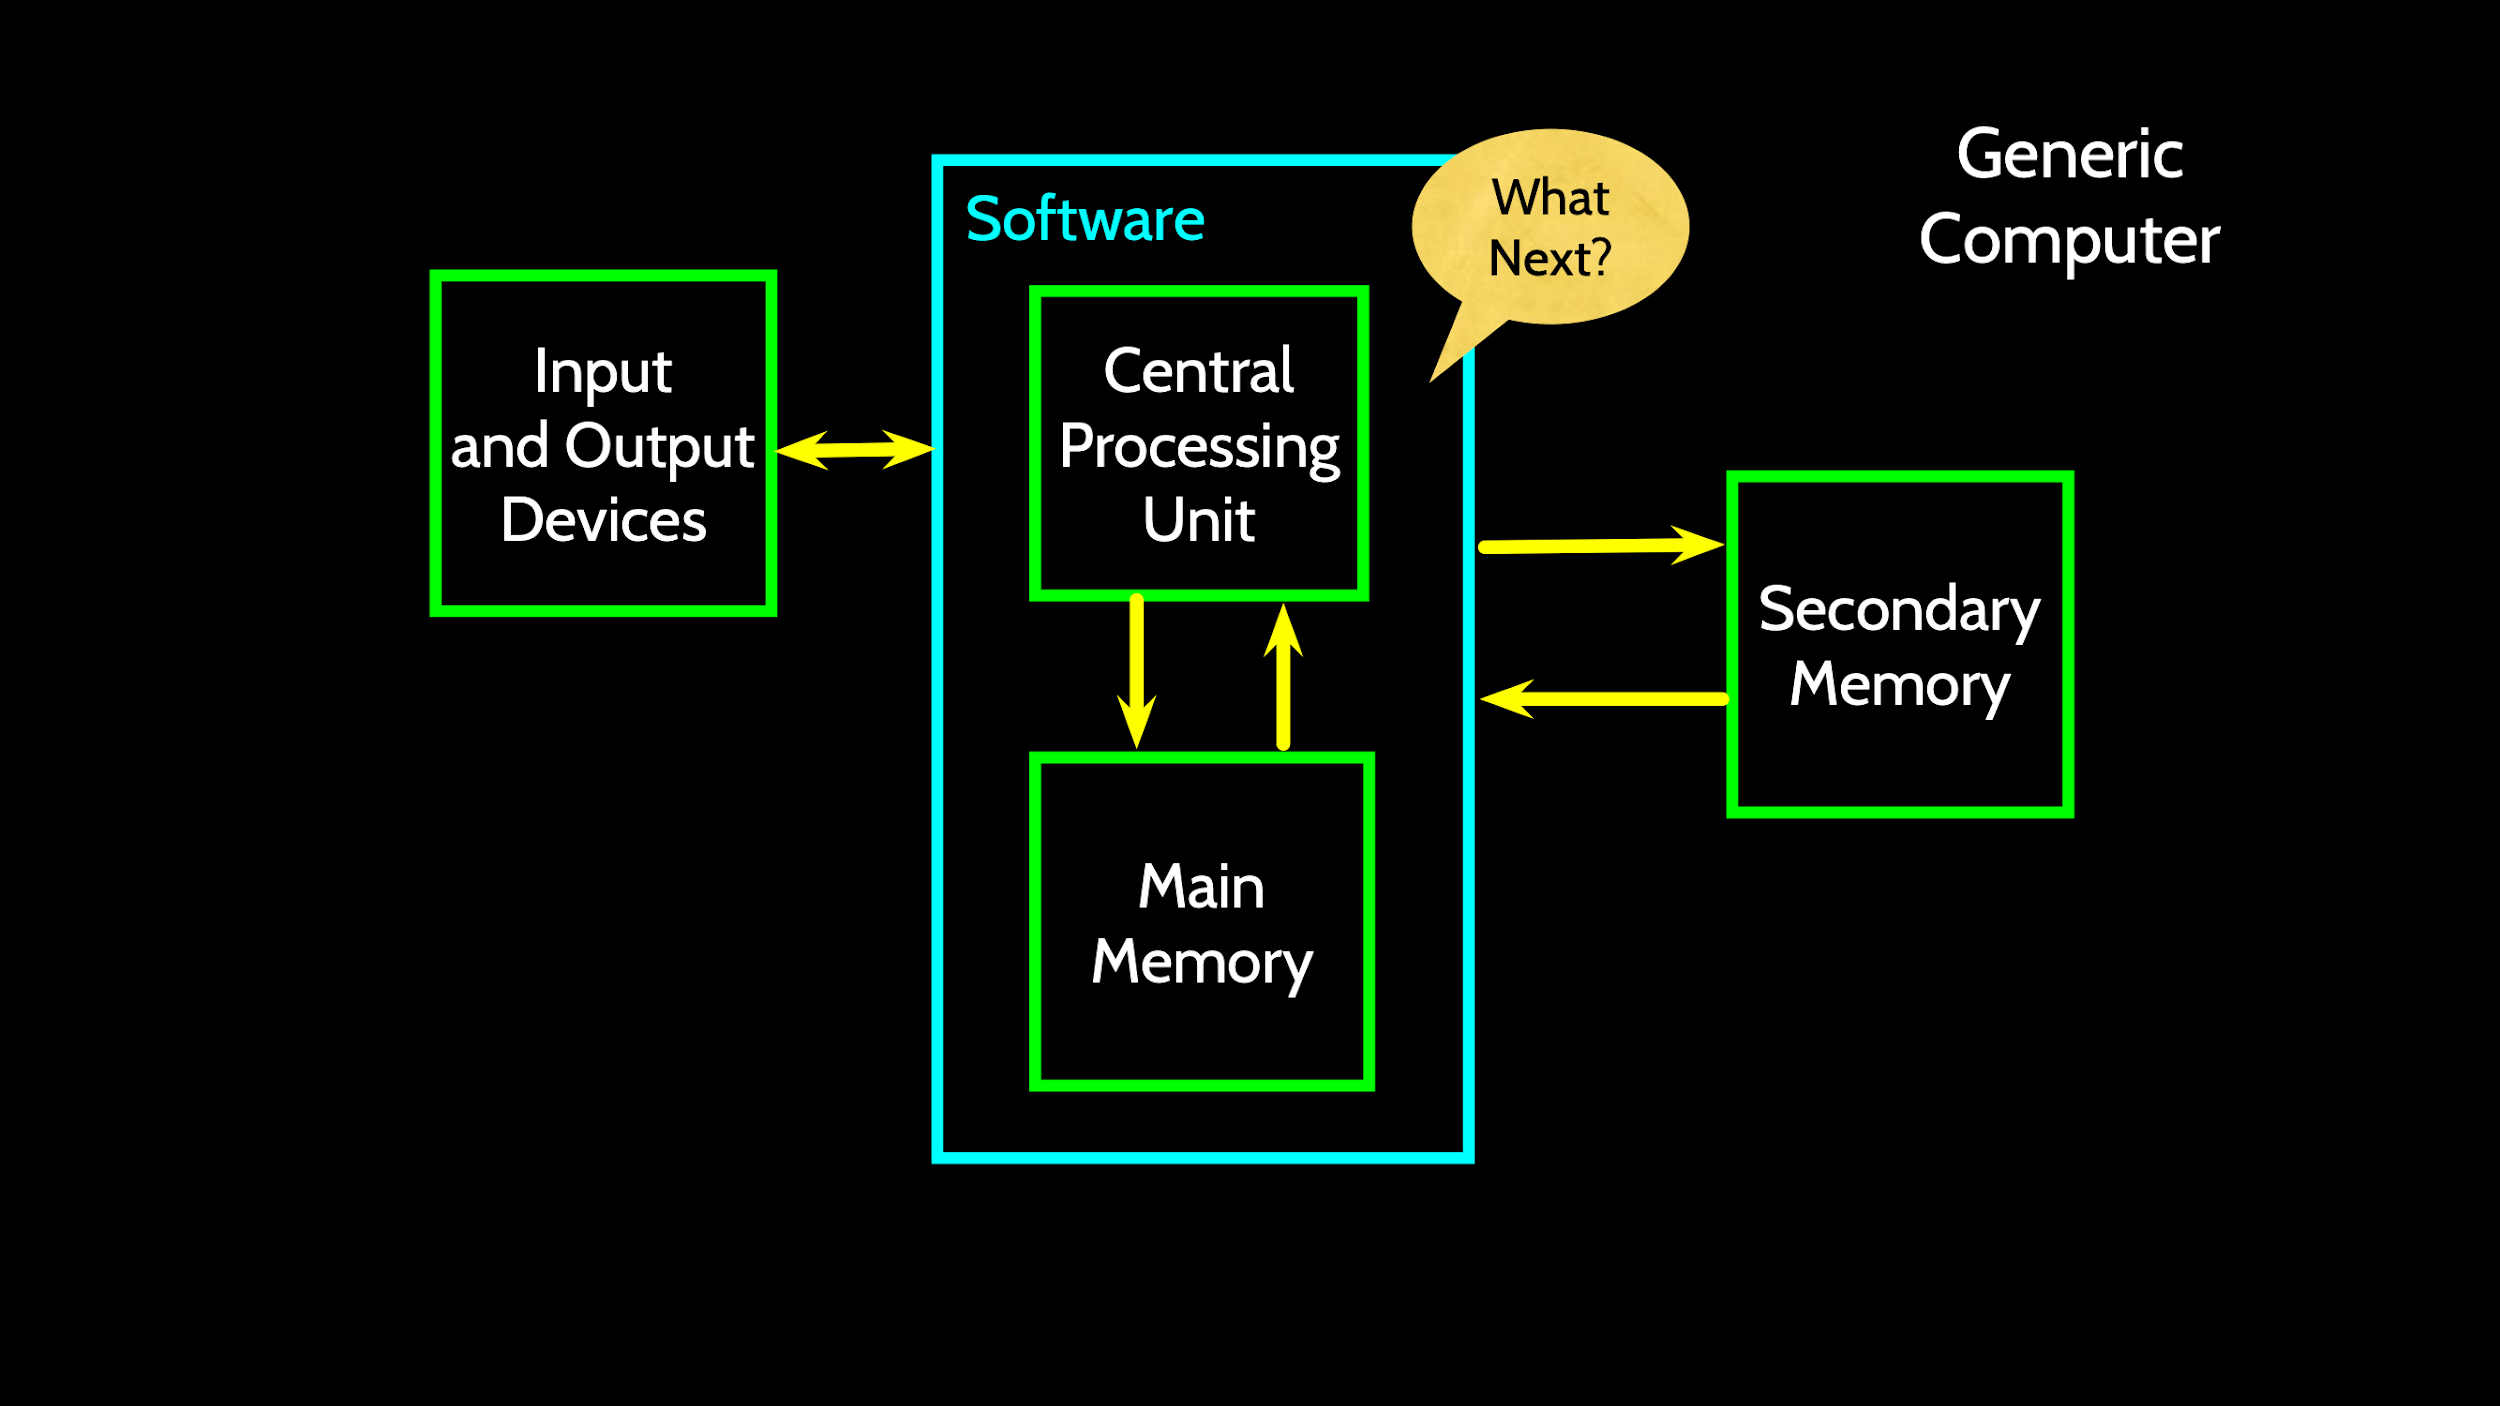 Generic
Computer
Software
What
Next?
Input
and Output
Devices
Central
Processing
Unit
Secondary
Memory
Main
Memory